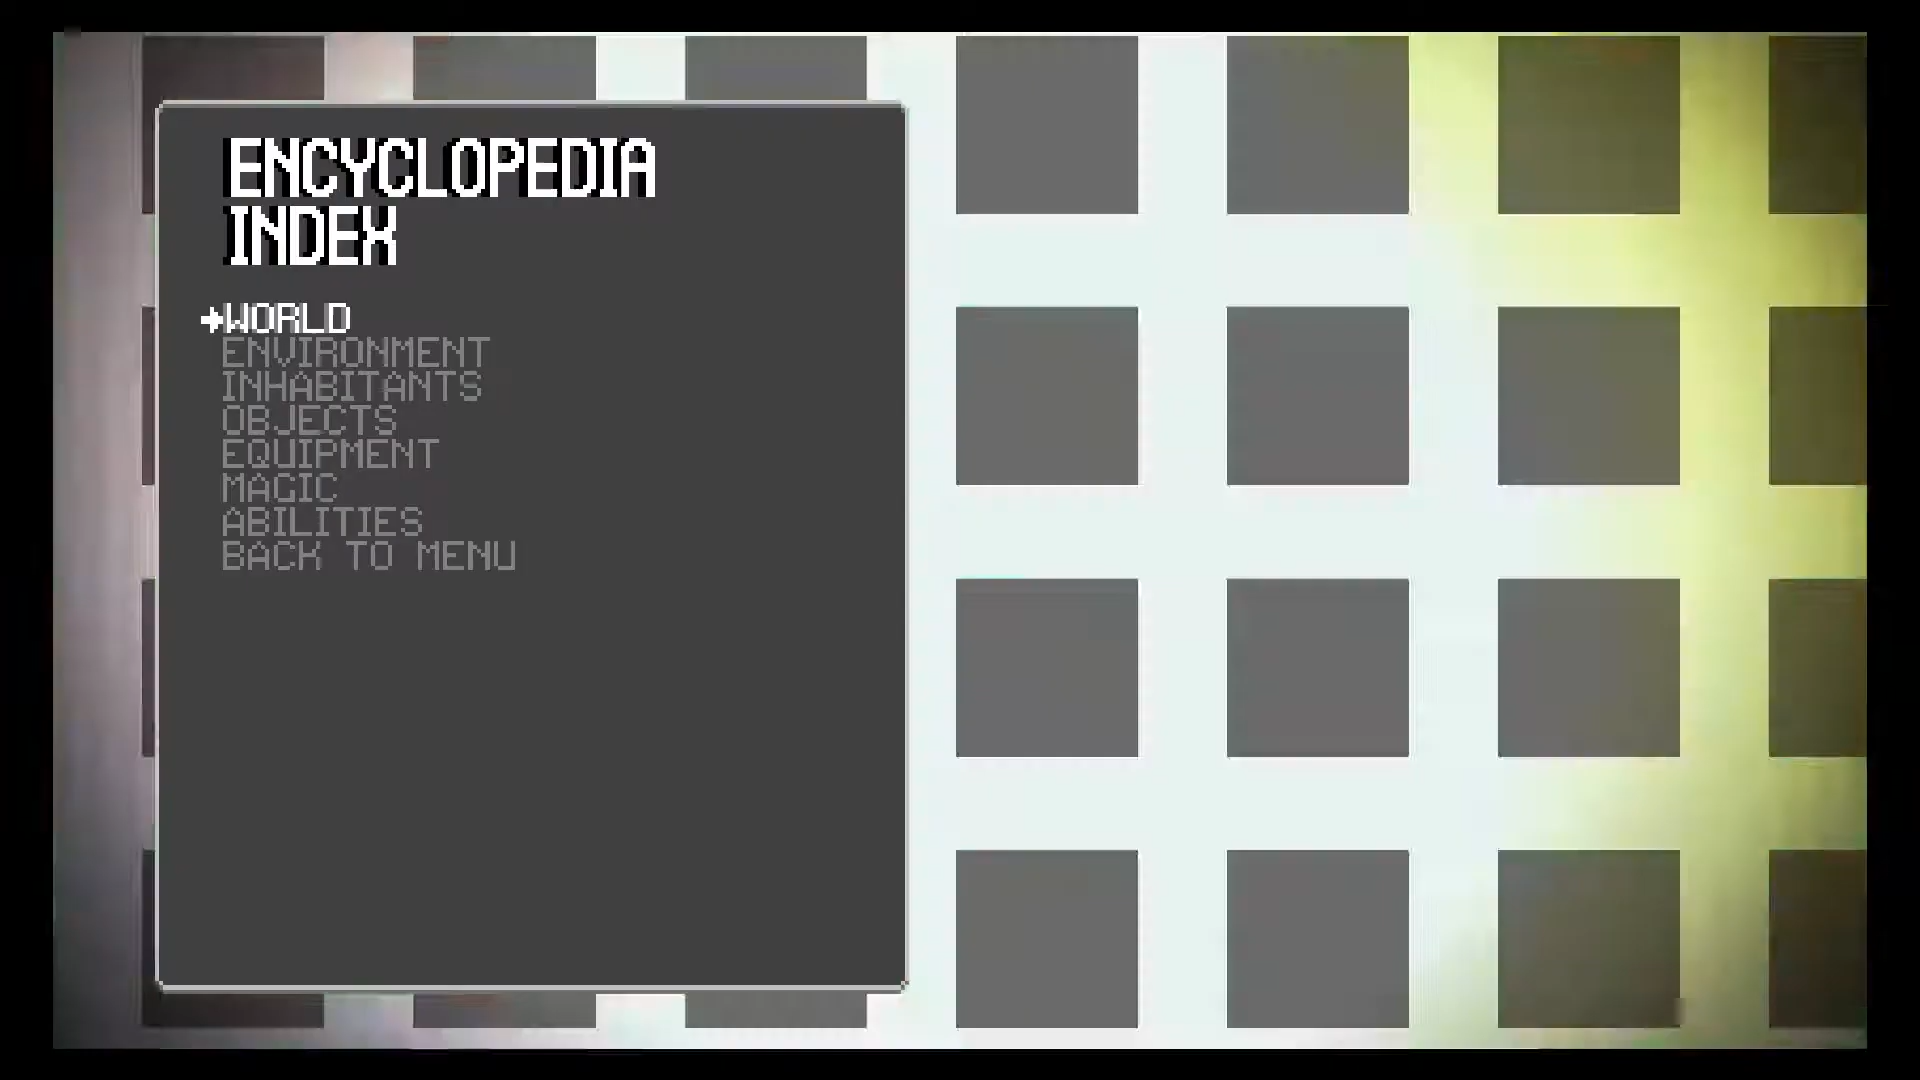 ENCYCLOPEDIA
INDEX
WORLD
ENVIRONMENT
INHABITANTS
OBJECTS
EQUIPMENT
MAGIC
ABILITIES
BACK TO MENU